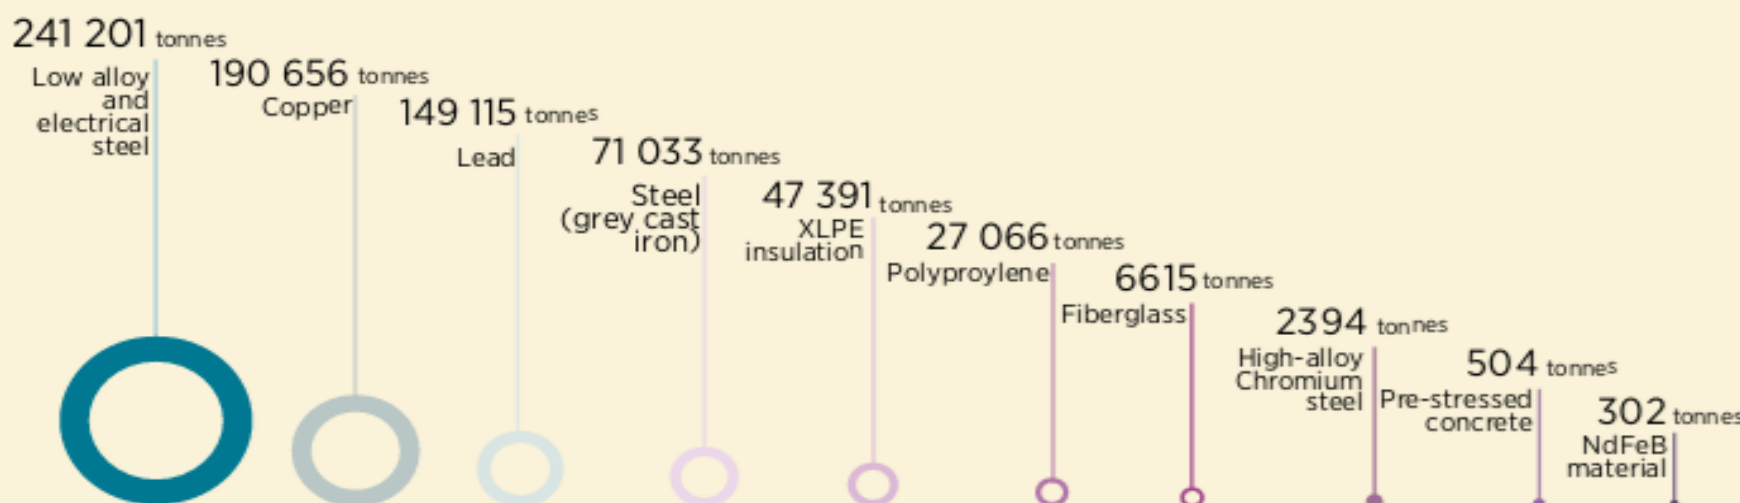 241 201 tonnes
Low alloy
and
electrical
steel
190 656 tonnes
Copper
149 115 tonnes
Lead
71 033 tonnes
Steel
(grey cast
iron)
47 391 tonnes
XLPE
insulation
27 066 tonnes
Polyproylene
6615 tonnes
Fiberglass
2394 tonnes
High-alloy
Chromium
steel
504 tonnes
Pre-stressed
concrete
302 tonnes
NdFeB
material